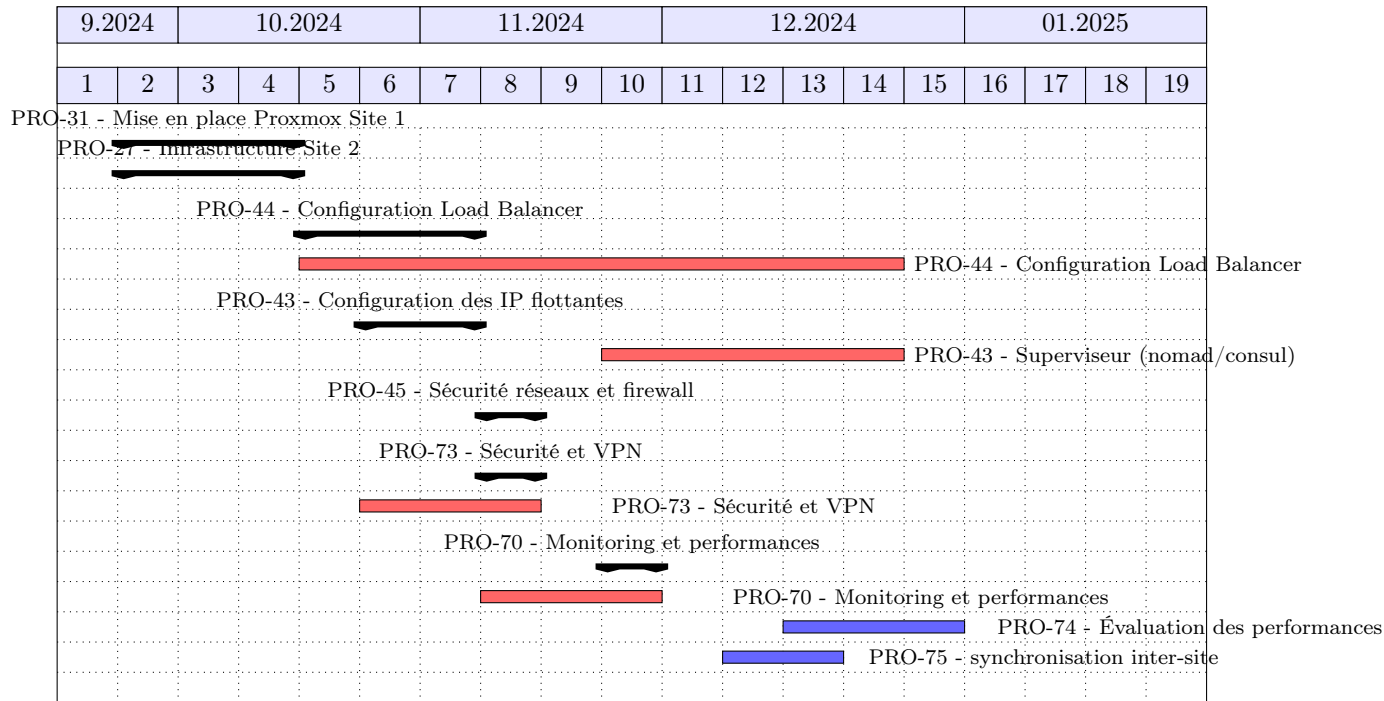 9.2024 10.2024 11.2024 12.2024 01.2025
1 2 3 4 5 6 7 8 9 10 11 12 13 14 15 16 17 18 19
PRO-31 - Mise en place Proxmox Site 1
PRO-27 - Infrastructure Site 2
PRO-44 - Configuration Load Balancer
PRO-44 - Configuration Load Balancer
PRO-43 - Configuration des IP flottantes
PRO-43 - Superviseur (nomad/consul)
PRO-45 - Sécurité réseaux et firewall
PRO-73 - Sécurité et VPN
PRO-73 - Sécurité et VPN
PRO-70 - Monitoring et performances
PRO-70 - Monitoring et performances
PRO-74 - Évaluation des performances
PRO-75 - synchronisation inter-site